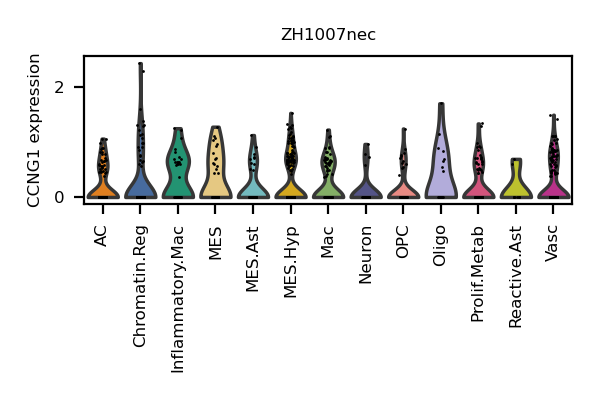 ZH1007nec
CCNG1 expression
2
0
AC
Chromatin.Reg
Inflammatory.Mac
MES
MES.Ast
MES.Hyp
Mac
Neuron
OPC
Oligo
Prolif.Metab
Reactive.Ast
Vasc